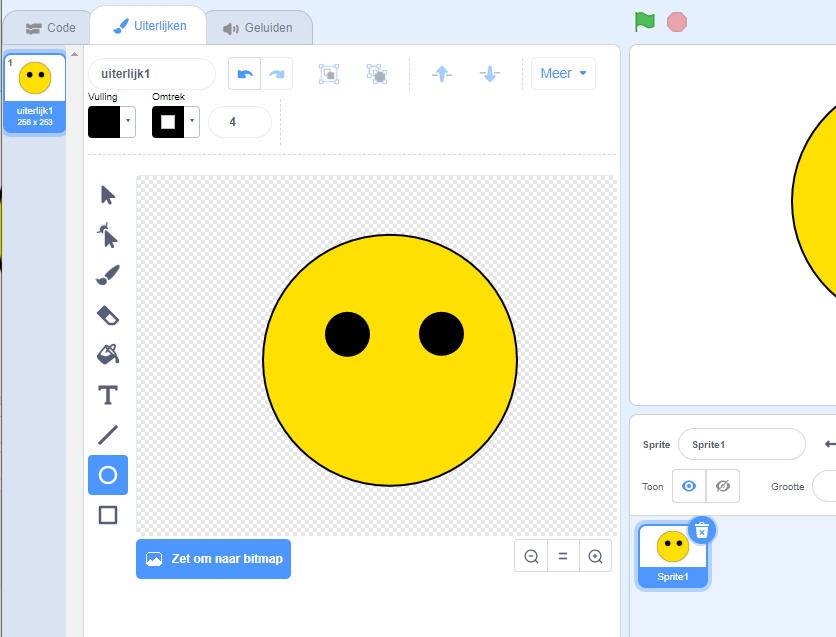 Code
Uiterlijken
Geluiden
1
uiterlijk1
256 x 253
uiterlijk1
Meer
Vulling
Omtrek
4
T
Zet om naar bitmap
=
Sprite
Sprite1
Toon
Grootte
Sprite1